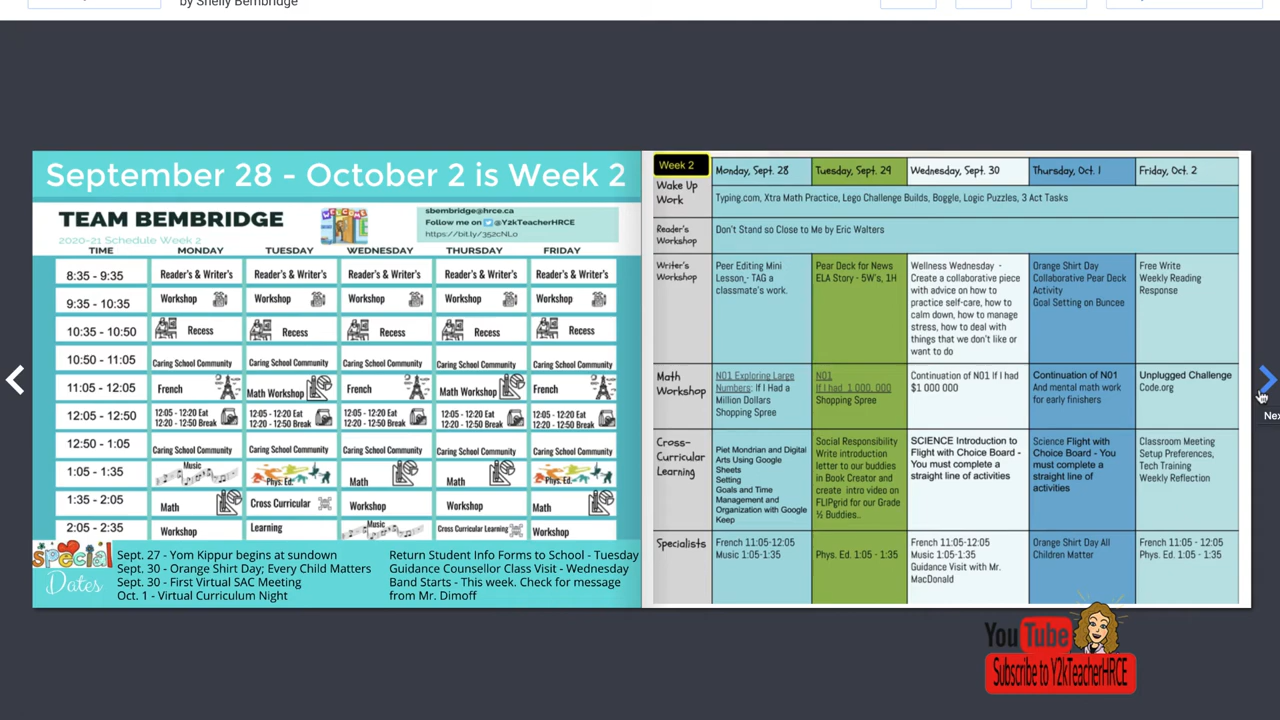 by Shelly Bembridge
September 28 - October 2 is Week 2
TEAM BEMBRIDGE
2020-21 Schedule Week 2
WELCOME
sbembridge@hrce.ca
Follow me on @Y2kTeacherHRCE
https://bit.ly/352cNLo
TIME MONDAY TUESDAY WEDNESDAY THURSDAY FRIDAY
8:35 - 9:35 Reader's & Writer's Reader's & Writer's Reader's & Writer's Reader's & Writer's Reader's & Writer's
9:35 - 10:35 Workshop Workshop Workshop Workshop Workshop
10:35 - 10:50 Recess Recess Recess Recess Recess
10:50 - 11:05 Caring School Community Caring School Community Caring School Community Caring School Community Caring School Community
11:05 - 12:05 French Math Workshop French Math Workshop French
12:05 - 12:50 12:05 - 12:20 Eat 12:05 - 12:20 Eat 12:05 - 12:20 Eat 12:05 - 12:20 Eat 12:05 - 12:20 Eat
12:20 - 12:50 Break 12:20 - 12:50 Break 12:20 - 12:50 Break 12:20 - 12:50 Break 12:20 - 12:50 Break
12:50 - 1:05 Caring School Community Caring School Community Caring School Community Caring School Community Caring School Community
1:05 - 1:35 Music Phys. Ed. Math Math Phys. Ed.
1:35 - 2:05 Math Cross Curricular Workshop Workshop Math
2:05 - 2:35 Workshop Learning Music Cross Curricular Learning Workshop
Special
Dates
Sept. 27 - Yom Kippur begins at sundown
Sept. 30 - Orange Shirt Day; Every Child Matters
Sept. 30 - First Virtual SAC Meeting
Oct. 1 - Virtual Curriculum Night
Return Student Info Forms to School - Tuesday
Guidance Counsellor Class Visit - Wednesday
Band Starts - This week. Check for message
from Mr. Dimoff
Week 2
Monday, Sept. 28 Tuesday, Sept. 29 Wednesday, Sept. 30 Thursday, Oct. 1 Friday, Oct. 2
Wake Up
Work
Typing.com, Xtra Math Practice, Lego Challenge Builds, Boggle, Logic Puzzles, 3 Act Tasks
Reader's
Workshop
Don't Stand so Close to Me by Eric Walters
Writer's
Workshop
Peer Editing Mini
Lesson - TAG a
classmate's work.
Pear Deck for News
ELA Story - 5W's, 1H
Wellness Wednesday -
Create a collaborative piece
with advice on how to
practice self-care, how to
calm down, how to manage
stress, how to deal with
things that we don't like or
want to do
Orange Shirt Day
Collaborative Pear Deck
Activity
Goal Setting on Buncee
Free Write
Weekly Reading
Response
Math
Workshop
N01 Exploring Large
Numbers: If I Had a
Million Dollars
Shopping Spree
N01
If I had 1 000, 000
Shopping Spree
Continuation of N01 If I had
$1 000 000
Continuation of N01
And mental math work
for early finishers
Unplugged Challenge
Code.org
Cross-
Curricular
Learning
Piet Mondrian and Digital
Arts Using Google
Sheets
Setting
Goals and Time
Management and
Organization with Google
Keep
Social Responsibility
Write introduction
letter to our buddies
in Book Creator and
create intro video on
FLIPgrid for our Grade
½ Buddies..
SCIENCE Introduction to
Flight with Choice Board -
You must complete a
straight line of activities
Science Flight with
Choice Board - You
must complete a
straight line of
activities
Classroom Meeting
Setup Preferences,
Tech Training
Weekly Reflection
Specialists
French 11:05-12:05
Music 1:05-1:35
Phys. Ed. 1:05 - 1:35
French 11:05-12:05
Music 1:05-1:35
Guidance Visit with Mr.
MacDonald
Orange Shirt Day All
Children Matter
French 11:05 - 12:05
Phys. Ed. 1:05 - 1:35
YouTube
Subscribe to Y2kTeacherHRCE